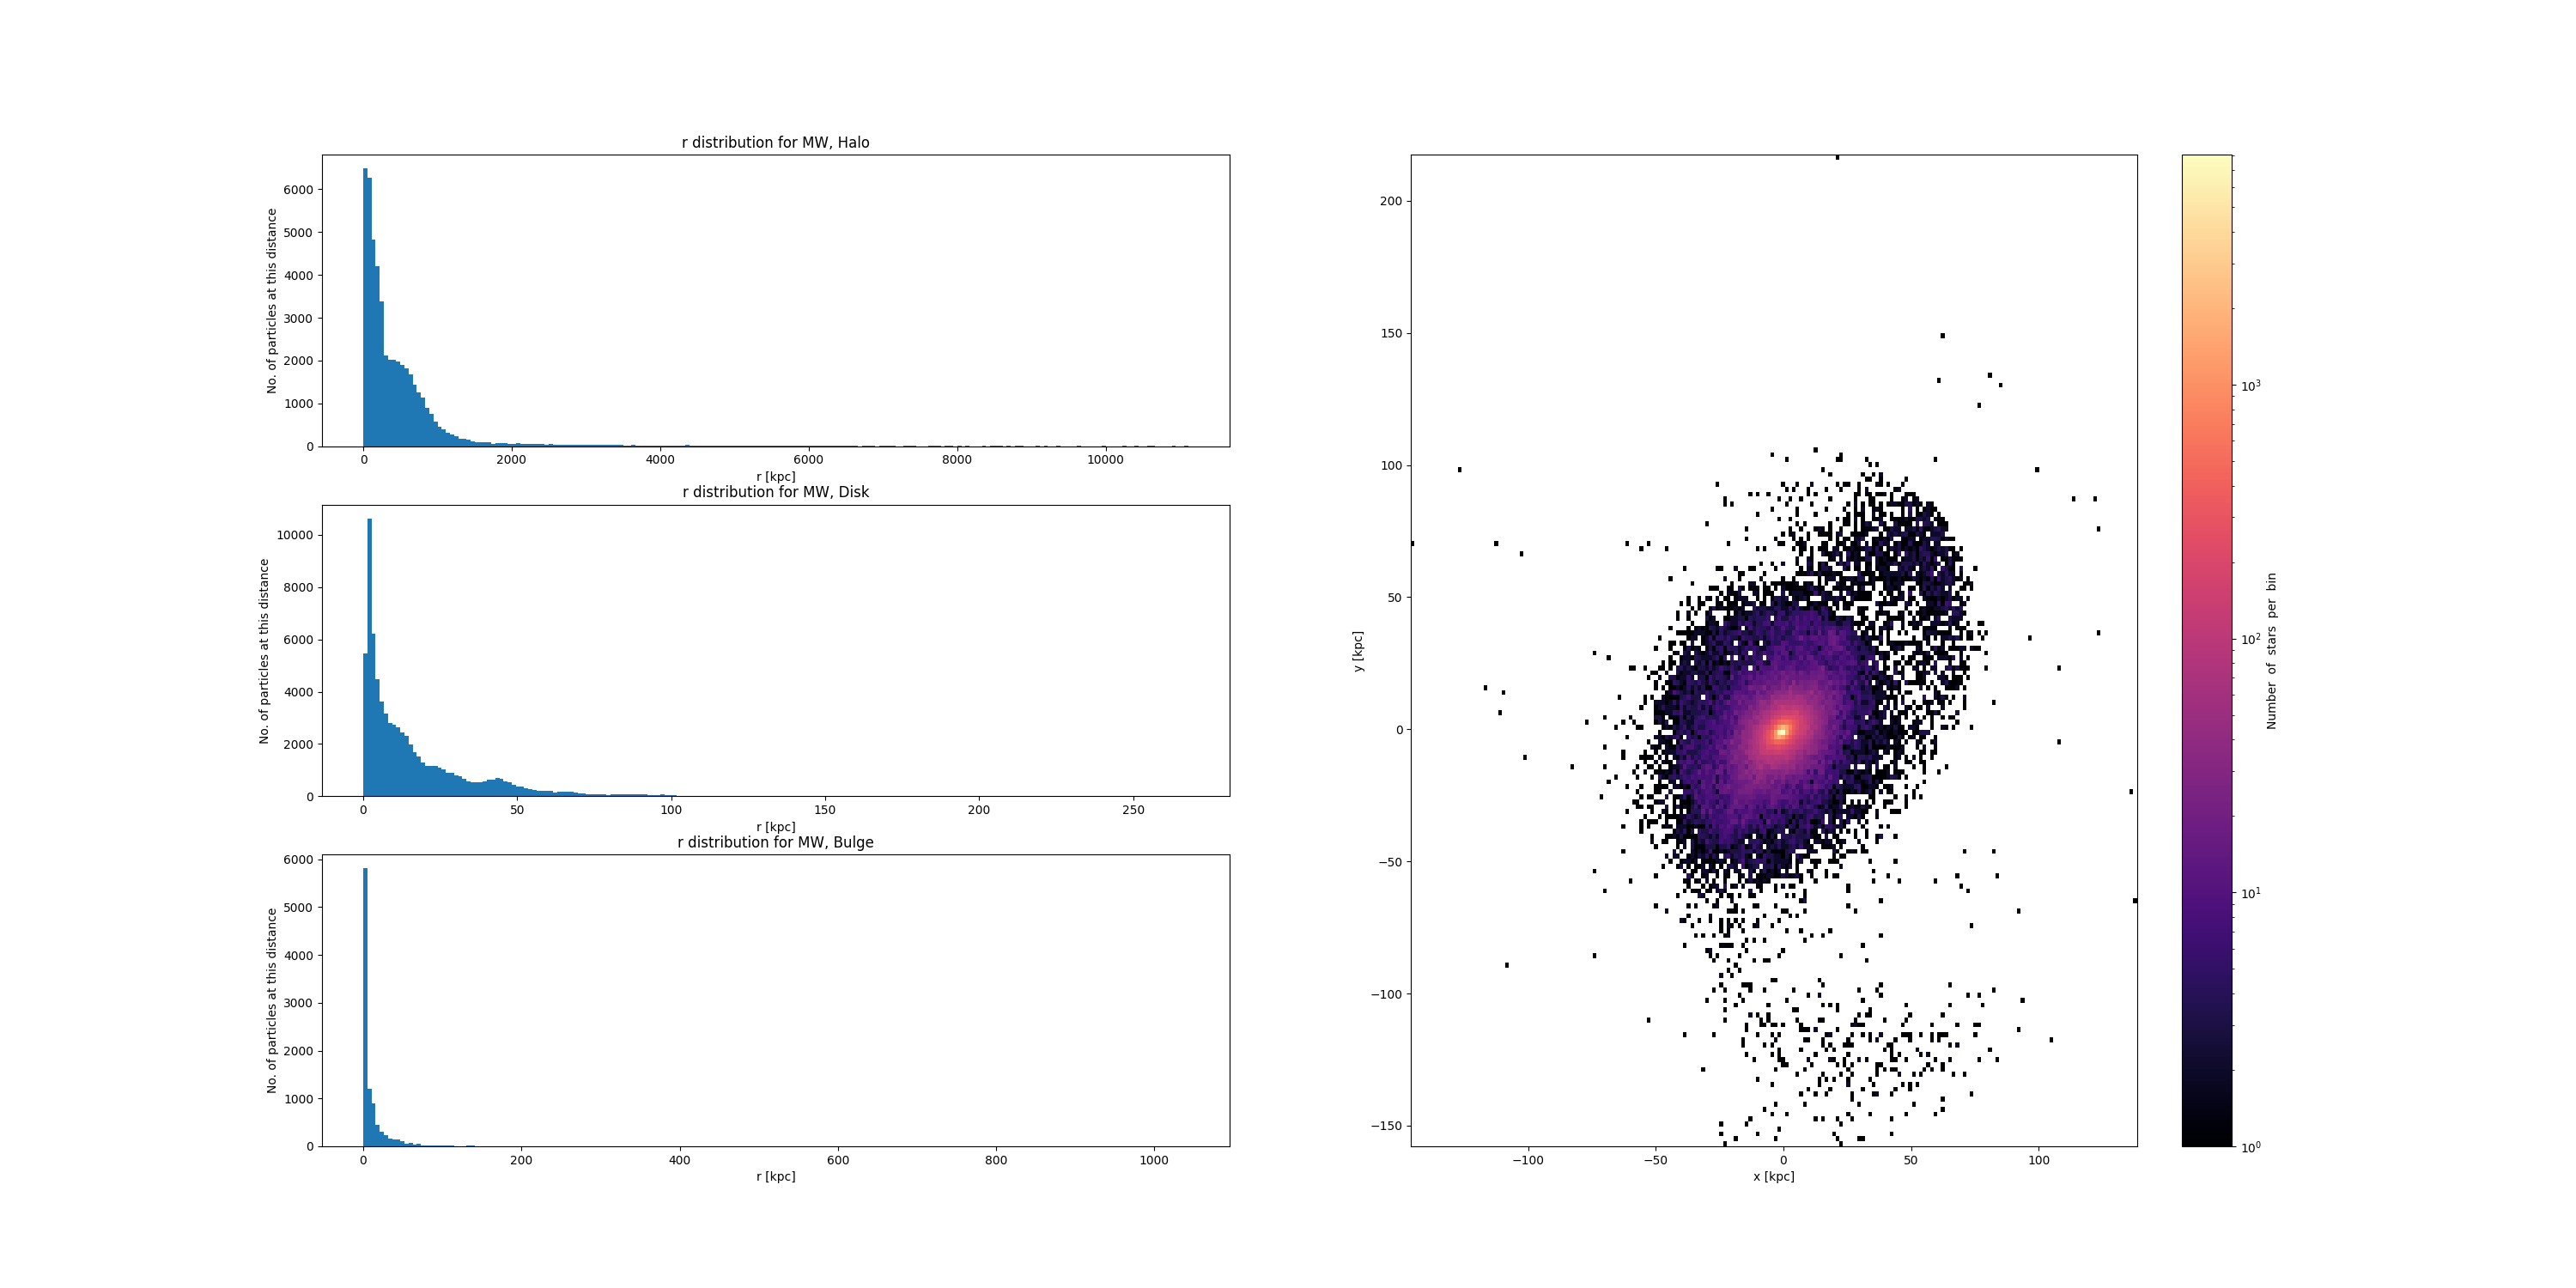 r distribution for MW, Halo
No. of particles at this distance
6000
5000
4000
3000
2000
1000
0
0 2000 4000 6000 8000 10000
r [kpc]
r distribution for MW, Disk
No. of particles at this distance
10000
8000
6000
4000
2000
0
0 50 100 150 200 250
r [kpc]
r distribution for MW, Bulge
No. of particles at this distance
6000
5000
4000
3000
2000
1000
0
0 200 400 600 800 1000
r [kpc]
y [kpc]
200
150
100
50
0
−50
−100
−150
−100 −50 0 50 100
x [kpc]
10³
10²
10¹
10⁰
Number of stars per bin